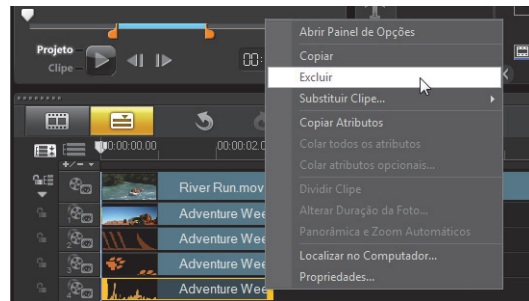 Projeto
Clipe
00:
Abrir Painel de Opções
Copiar
Excluir
Substituir Clipe...
Copiar Atributos
Colar todos os atributos
Colar atributos opcionais...
Dividir Clipe
Alterar Duração da Foto...
Panorâmica e Zoom Automáticos
Localizar no Computador...
Propriedades...
0:00:00.00
00:00:02.0
River Run.mov
Adventure Wee
Adventure Wee
Adventure Wee
Adventure Wee